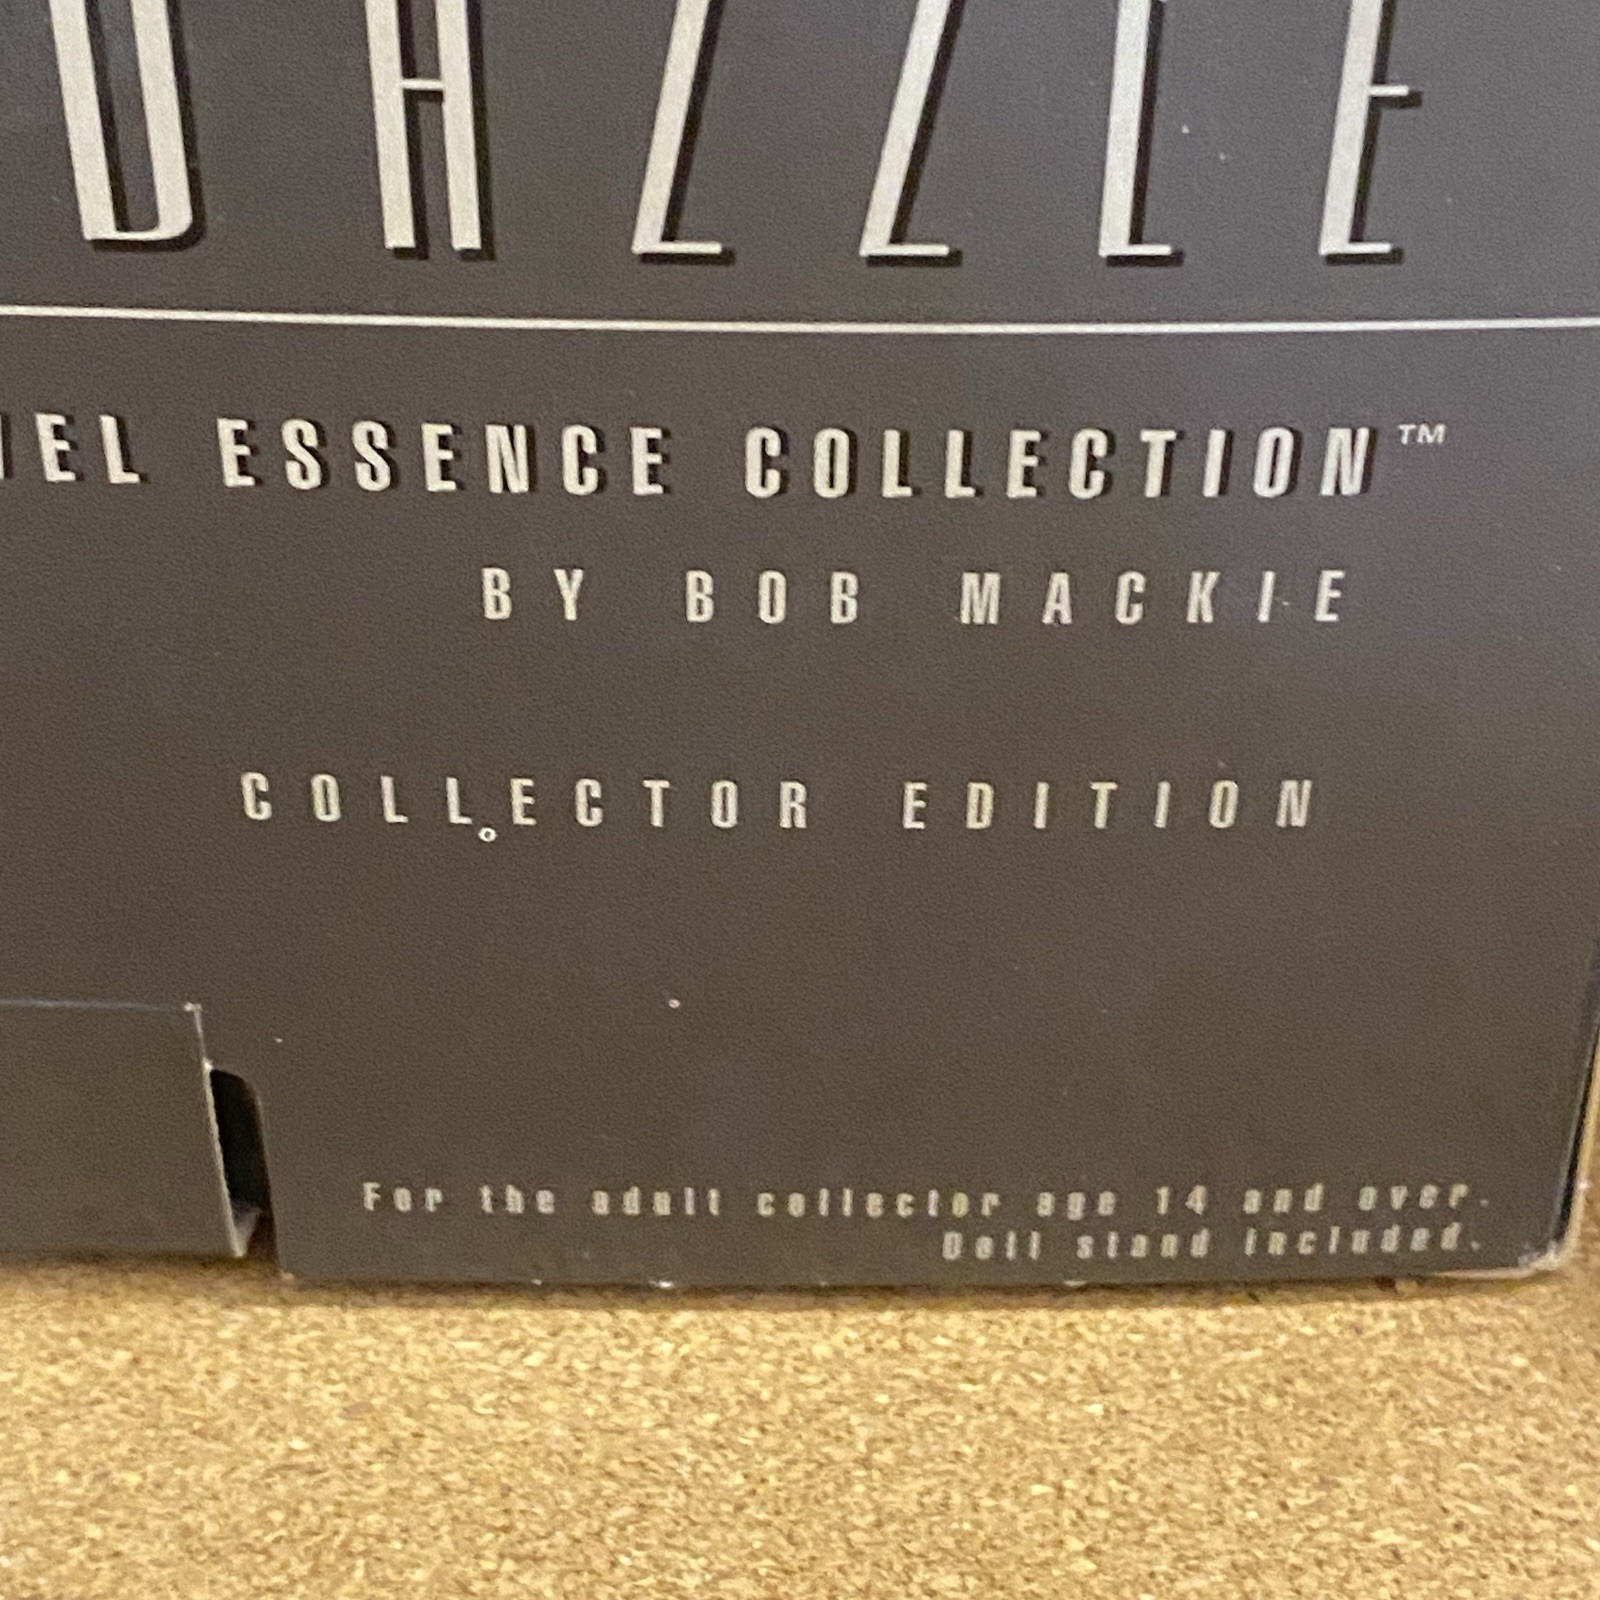 DAZZLE
ESSENCE COLLECTION™
BY BOB MACKIE
COLLECTOR EDITION
For the adult collector age 14 and over.
Doll stand included.